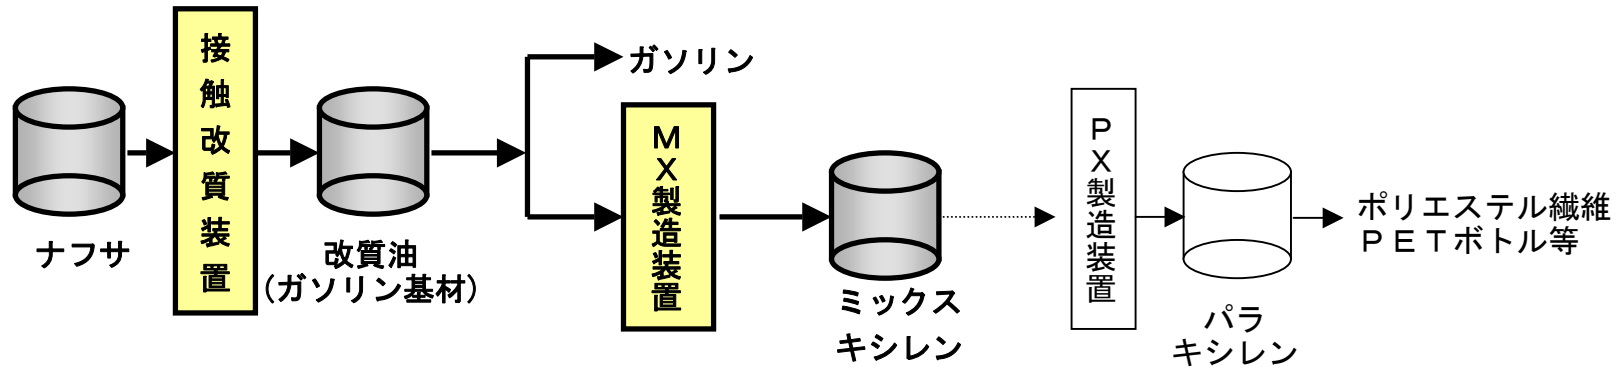 ナフサ
接触改質装置
改質油
(ガソリン基材)
ガソリン
ＭＸ製造装置
ミックス
キシレン
ＰＸ製造装置
パラ
キシレン
ポリエステル繊維
ＰＥＴボトル等